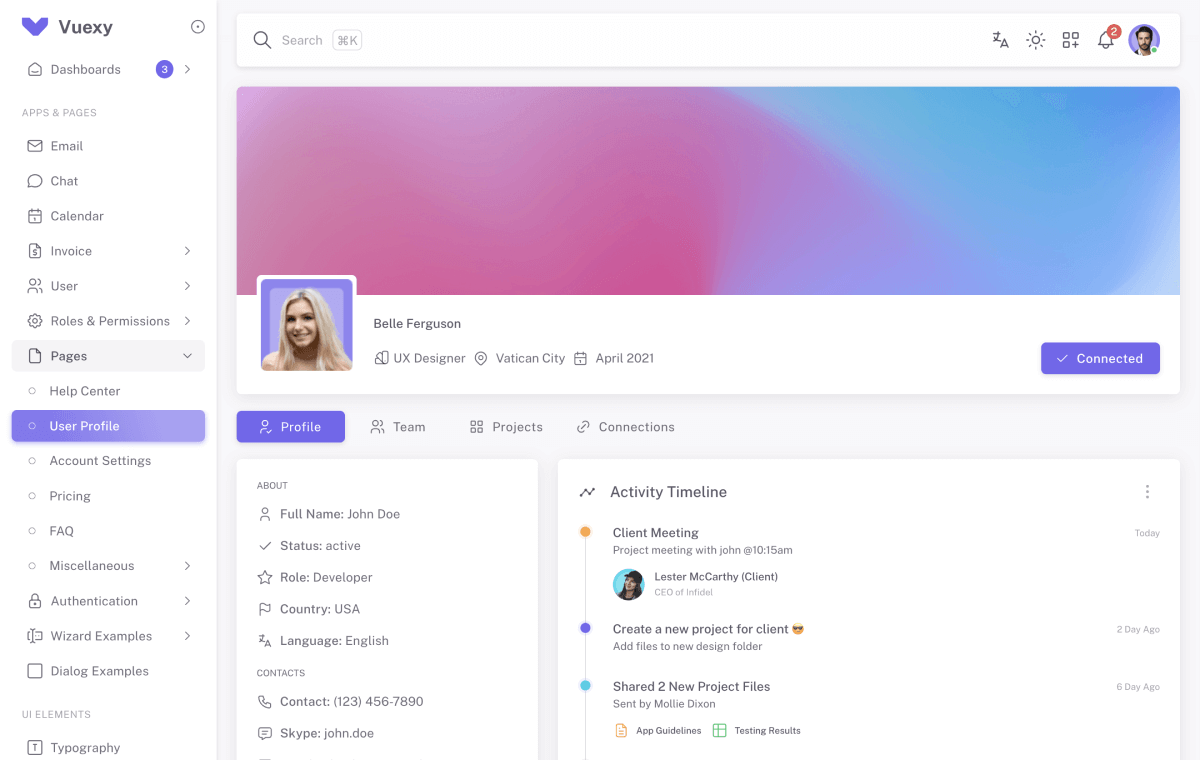 Vuexy
Dashboards 3
APPS & PAGES
Email
Chat
Calendar
Invoice
User
Roles & Permissions
Pages
Help Center
User Profile
Account Settings
Pricing
FAQ
Miscellaneous
Authentication
Wizard Examples
Dialog Examples
UI ELEMENTS
Typography
Search ⌘K
2
Belle Ferguson
UX Designer Vatican City April 2021
Connected
Profile Team Projects Connections
ABOUT
Full Name: John Doe
Status: active
Role: Developer
Country: USA
Language: English
CONTACTS
Contact: (123) 456-7890
Skype: john.doe
Activity Timeline
Client Meeting Today
Project meeting with john @10:15am
Lester McCarthy (Client)
CEO of Infidel
Create a new project for client 😎 2 Day Ago
Add files to new design folder
Shared 2 New Project Files 6 Day Ago
Sent by Mollie Dixon
App Guidelines Testing Results